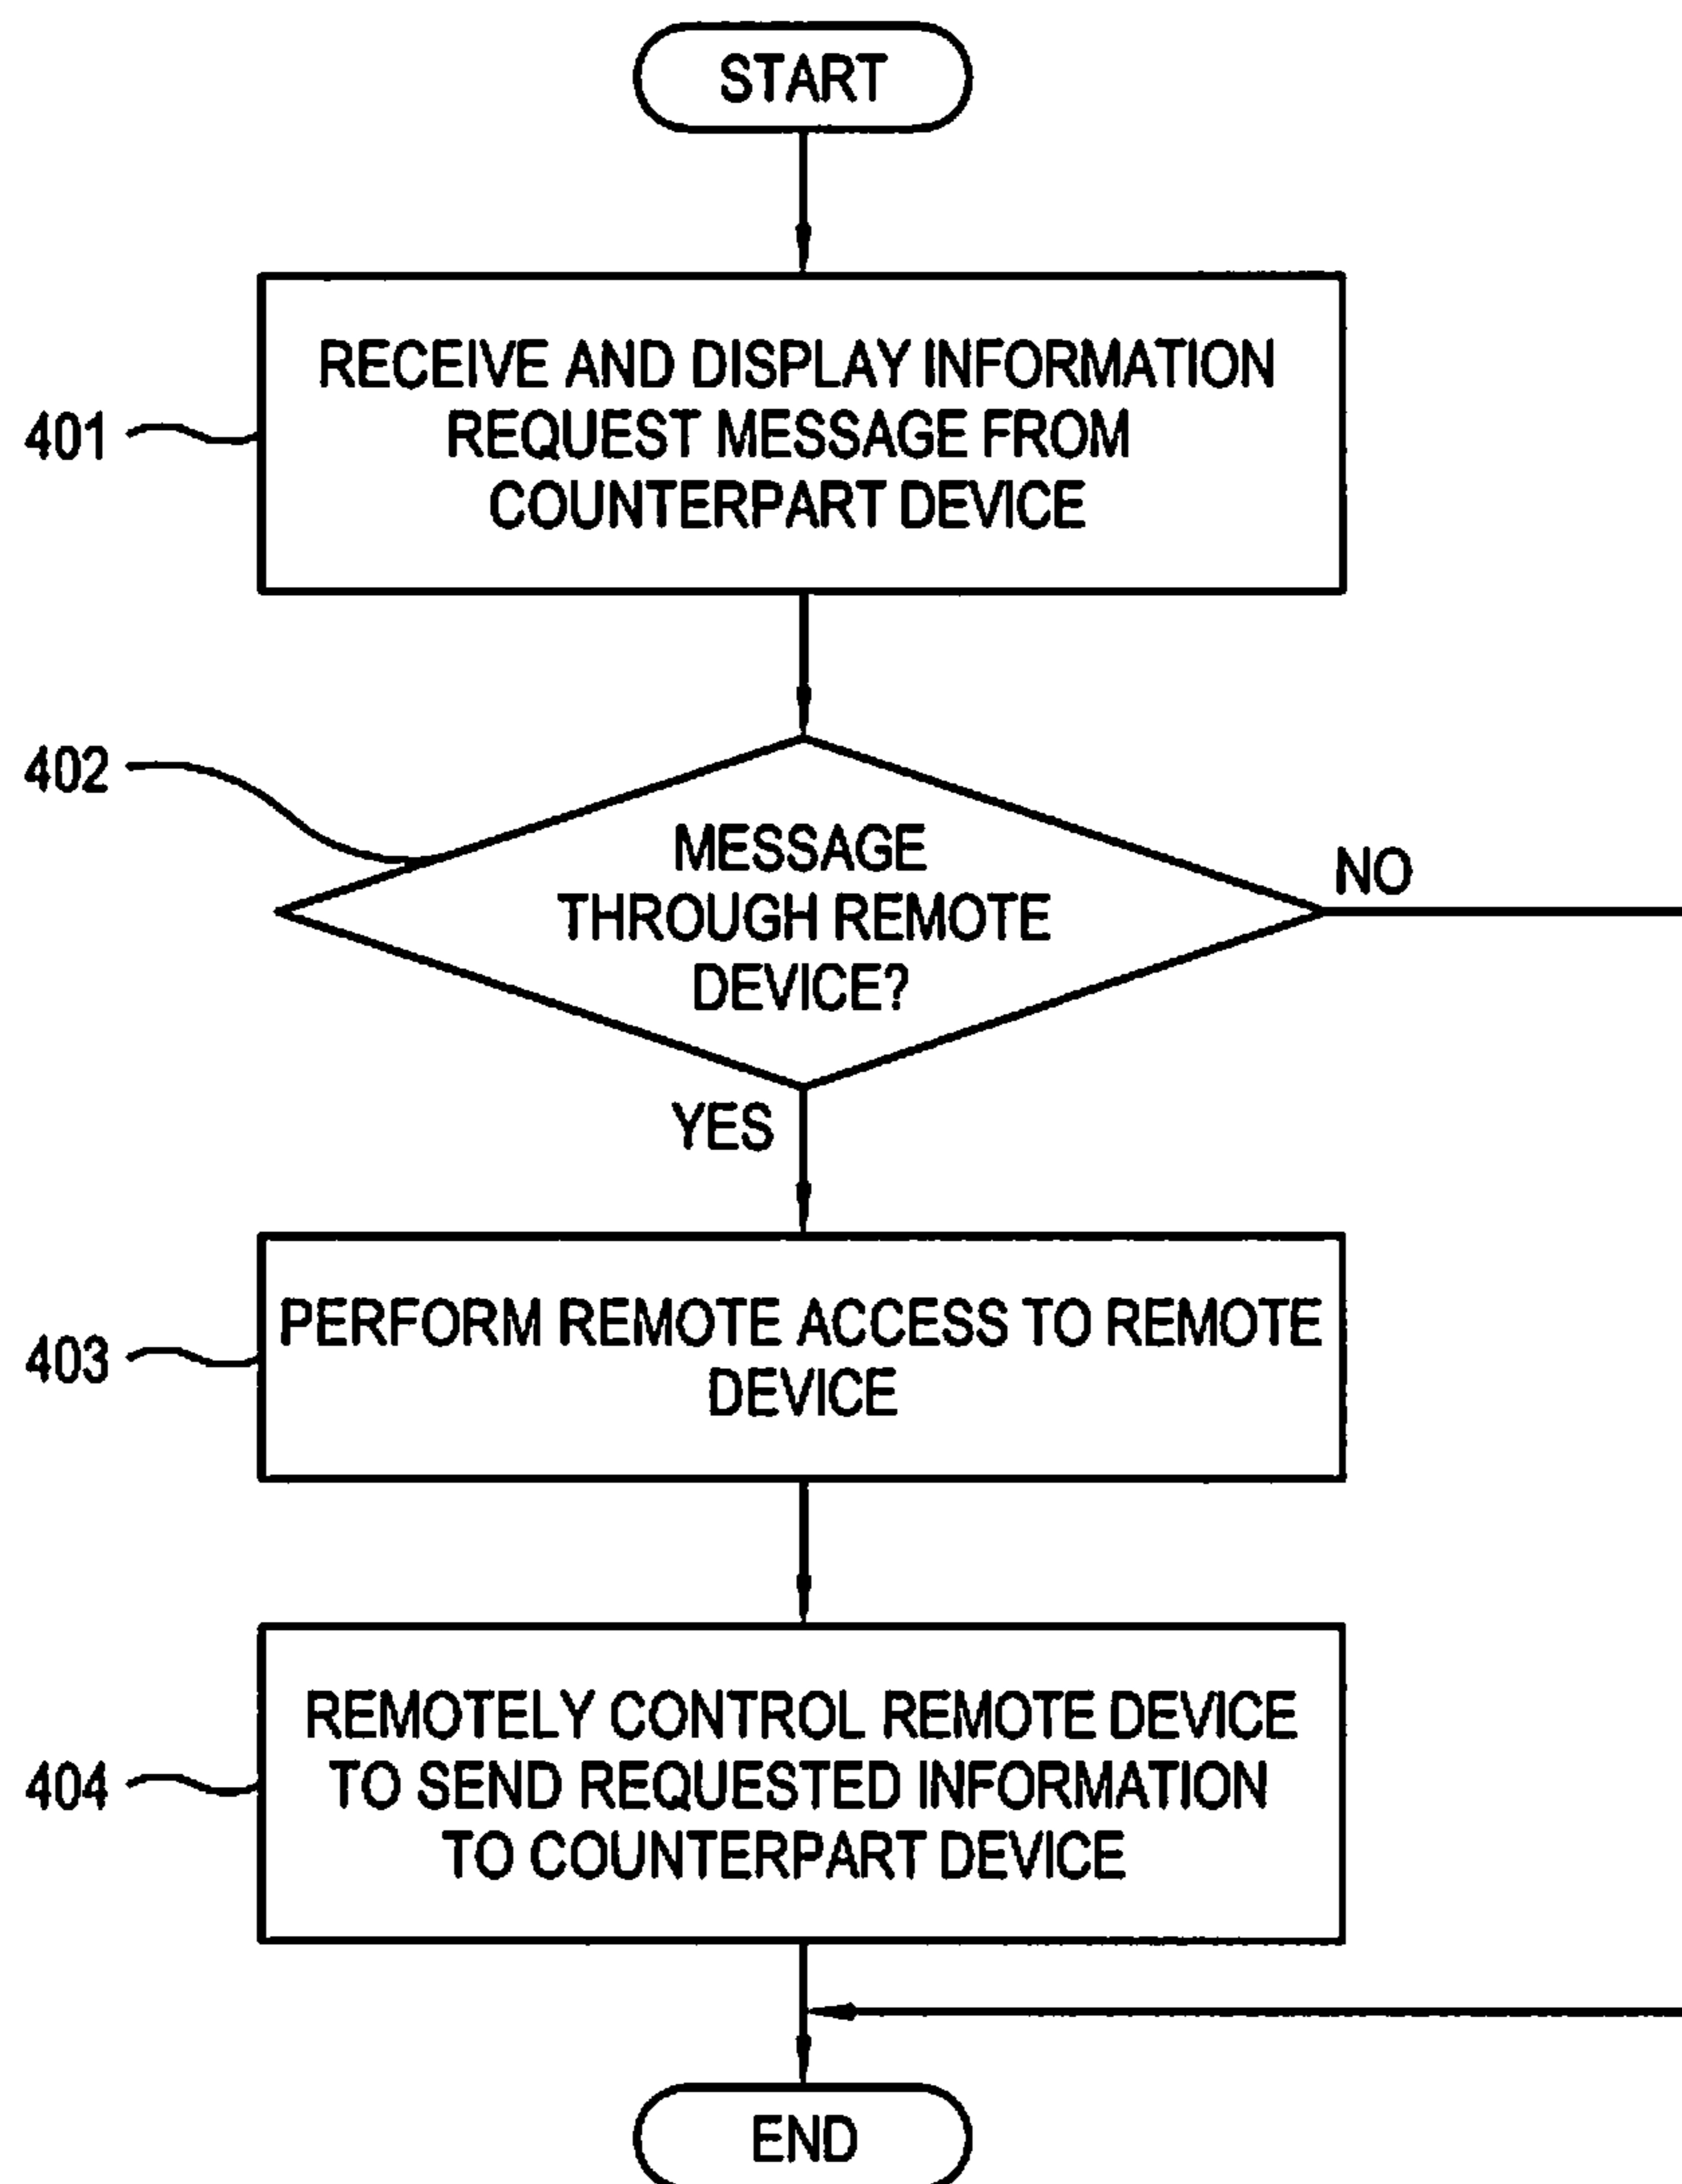 START
401
RECEIVE AND DISPLAY INFORMATION
REQUEST MESSAGE FROM
COUNTERPART DEVICE
402
MESSAGE
THROUGH REMOTE
DEVICE?
NO
YES
403
PERFORM REMOTE ACCESS TO REMOTE
DEVICE
404
REMOTELY CONTROL REMOTE DEVICE
TO SEND REQUESTED INFORMATION
TO COUNTERPART DEVICE
END